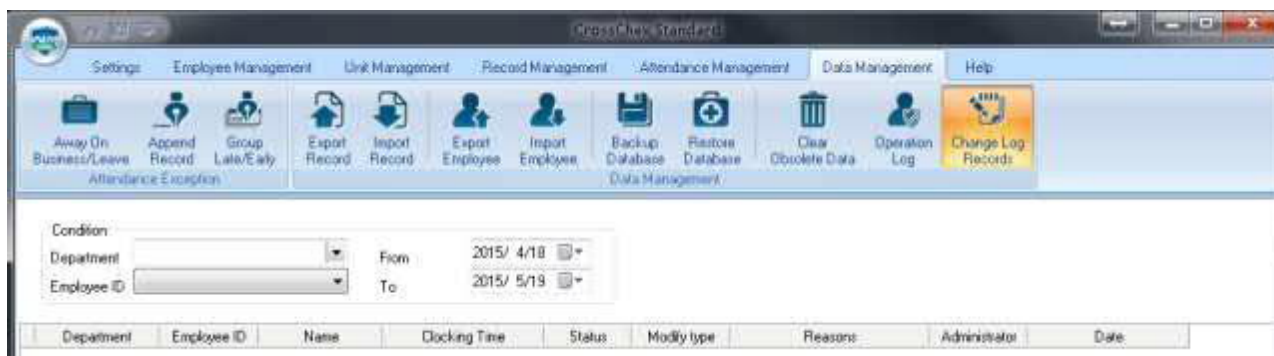 CrossChex Standard
Settings Employee Management Unit Management Record Management Attendance Management Data Management Help
Away On Business/Leave
Append Record
Group Late/Early
Export Record
Import Record
Export Employee
Import Employee
Backup Database
Restore Database
Clear Obsolete Data
Operation Log
Change Log Records
Attendance Exception Data Management
Condition
Department From 2015/ 4/18
Employee ID To 2015/ 5/19
Department Employee ID Name Clocking Time Status Modify type Reasons Administrator Date